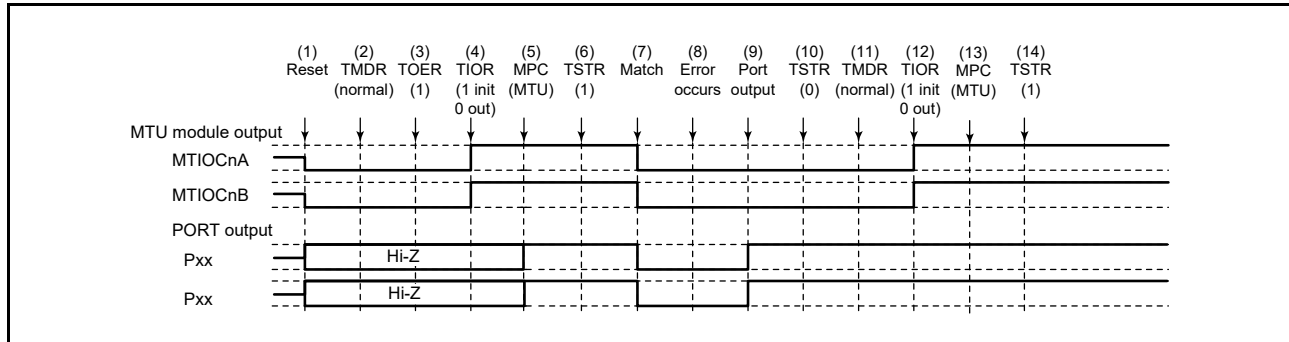 (1) (2) (3) (4) (5) (6) (7) (8) (9) (10) (11) (12) (13) (14)
Reset TMDR TOER TIOR MPC TSTR Match Error Port TSTR TMDR TIOR MPC TSTR
(normal) (1) (1 init (MTU) (1) occurs output (0) (normal) (1 init (MTU) (1)
0 out) 0 out)
MTU module output
MTIOCnA
MTIOCnB
PORT output
Pxx Hi-Z
Pxx Hi-Z